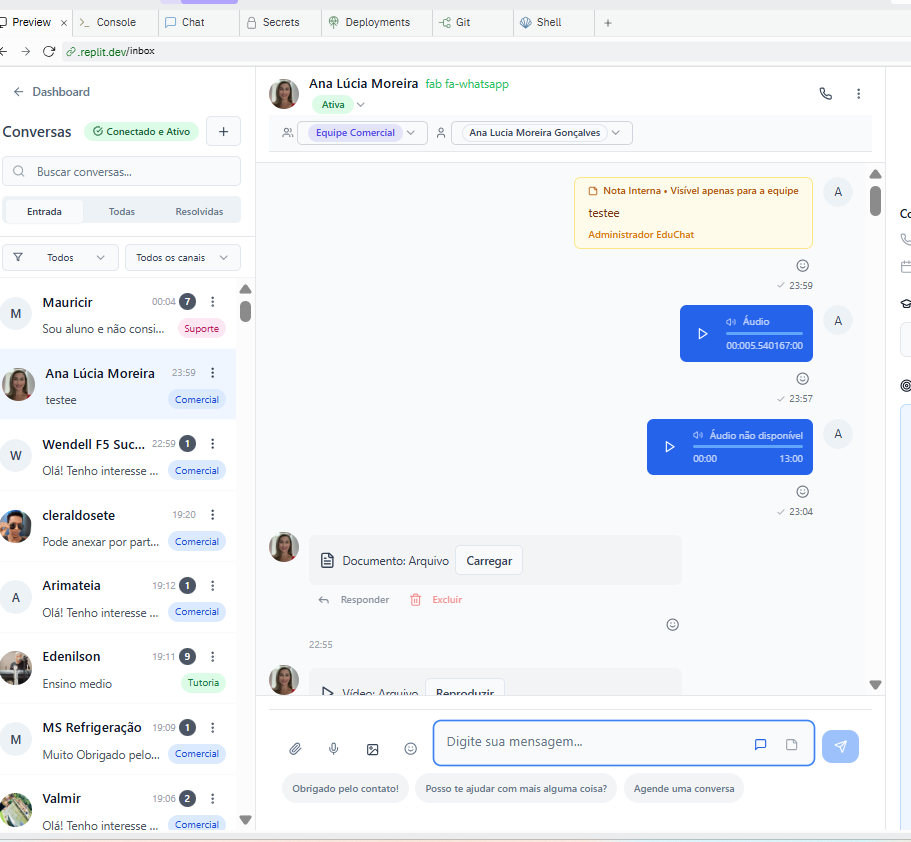 Preview
Console
Chat
Secrets
Deployments
Git
Shell
.replit.dev/inbox
Dashboard
Conversas
Conectado e Ativo
Buscar conversas...
Entrada
Todas
Resolvidas
Todos
Todos os canais
M
Mauricir
00:04
7
Sou aluno e não consi...
Suporte
Ana Lúcia Moreira
23:59
testee
Comercial
W
Wendell F5 Suc...
22:59
1
Olá! Tenho interesse ...
Comercial
cleraldosete
19:20
Pode anexar por part...
Comercial
A
Arimateia
19:12
1
Olá! Tenho interesse ...
Comercial
Edenilson
19:11
9
Ensino medio
Tutoria
M
MS Refrigeração
19:09
1
Muito Obrigado pelo...
Comercial
Valmir
19:06
2
Olá! Tenho interesse ...
Comercial
Ana Lúcia Moreira
fab fa-whatsapp
Ativa
Equipe Comercial
Ana Lucia Moreira Gonçalves
Nota Interna • Visível apenas para a equipe
testee
Administrador EduChat
A
23:59
Áudio
00:005.540167:00
A
23:57
Áudio não disponível
00:00
13:00
A
23:04
Documento: Arquivo
Carregar
Responder
Excluir
22:55
Vídeo: Arquivo
Reproduzir
Digite sua mensagem...
Obrigado pelo contato!
Posso te ajudar com mais alguma coisa?
Agende uma conversa
Co